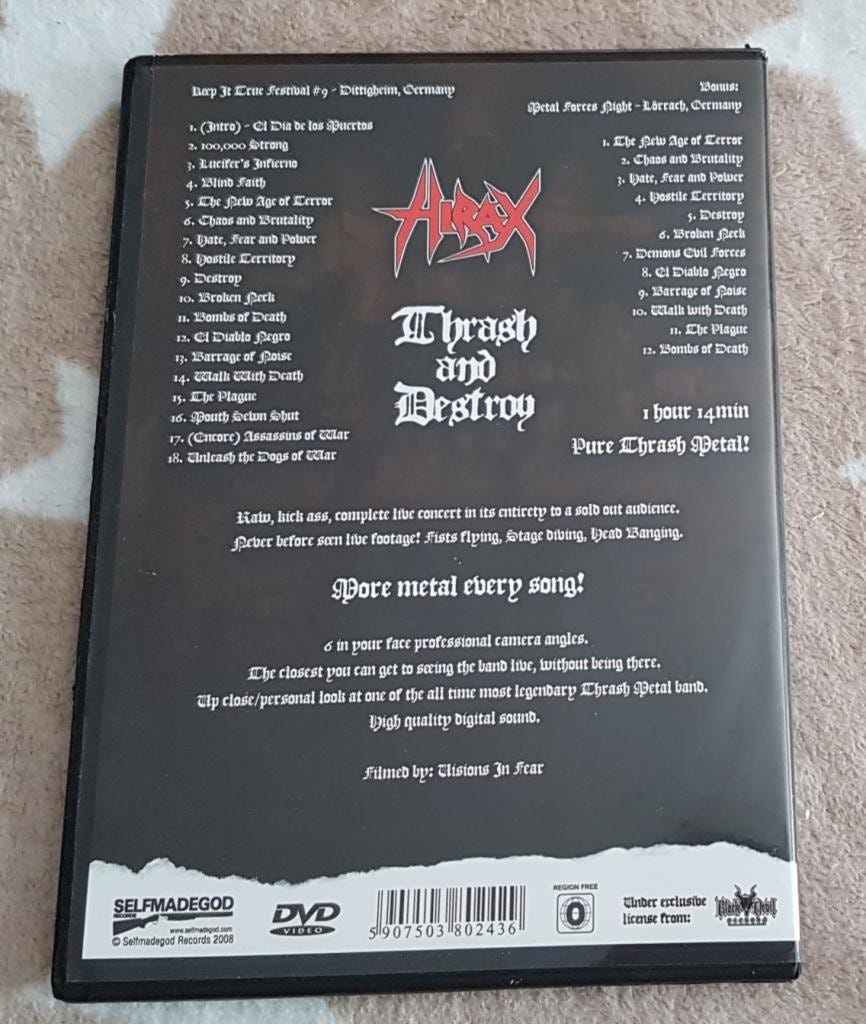 Keep It True Festival #9 - Dittigheim, Germany
1. (Intro) - El Dia de los Muertos
2. 100,000 Strong
3. Lucifer's Infierno
4. Blind Faith
5. The New Age of Terror
6. Chaos and Brutality
7. Hate, Fear and Power
8. Hostile Territory
9. Destroy
10. Broken Neck
11. Bombs of Death
12. El Diablo Negro
13. Barrage of Noise
14. Walk With Death
15. The Plague
16. Mouth Sewn Shut
17. (Encore) Assassins of War
18. Unleash the Dogs of War
HIRAX
Thrash
and
Destroy
Bonus:
Metal Forces Night - Lörrach, Germany
1. The New Age of Terror
2. Chaos and Brutality
3. Hate, Fear and Power
4. Hostile Territory
5. Destroy
6. Broken Neck
7. Demons Evil Forces
8. El Diablo Negro
9. Barrage of Noise
10. Walk with Death
11. The Plague
12. Bombs of Death
1 hour 14min
Pure Thrash Metal!
Raw, kick ass, complete live concert in its entirety to a sold out audience.
Never before seen live footage! Fists flying, Stage diving, Head Banging.
More metal every song!
6 in your face professional camera angles.
The closest you can get to seeing the band live, without being there.
Up close/personal look at one of the all time most legendary Thrash Metal band.
High quality digital sound.
Filmed by: Visions In Fear
SELFMADEGOD
RECORDS
www.selfmadegod.com
© Selfmadegod Records 2008
DVD
VIDEO
5 907503 802436
REGION FREE
0
Under exclusive
license from:
Black Devil
Records